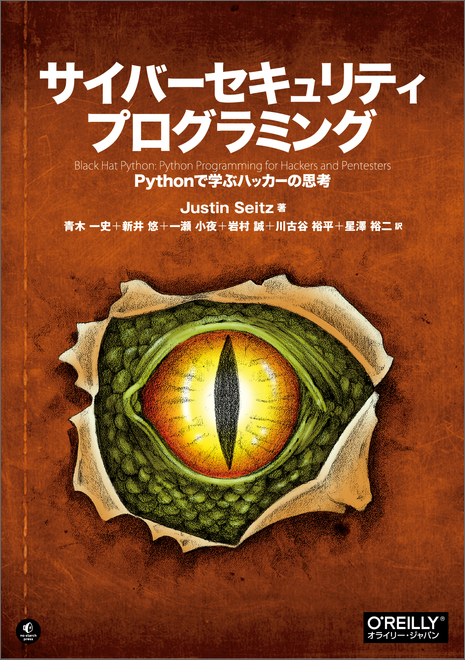 サイバーセキュリティ
プログラミング
Black Hat Python: Python Programming for Hackers and Pentesters
Pythonで学ぶハッカーの思考
Justin Seitz 著
青木 一史＋新井 悠＋一瀬 小夜＋岩村 誠＋川古谷 裕平＋星澤 裕二 訳
no starch
press
O'REILLY®
オライリー・ジャパン